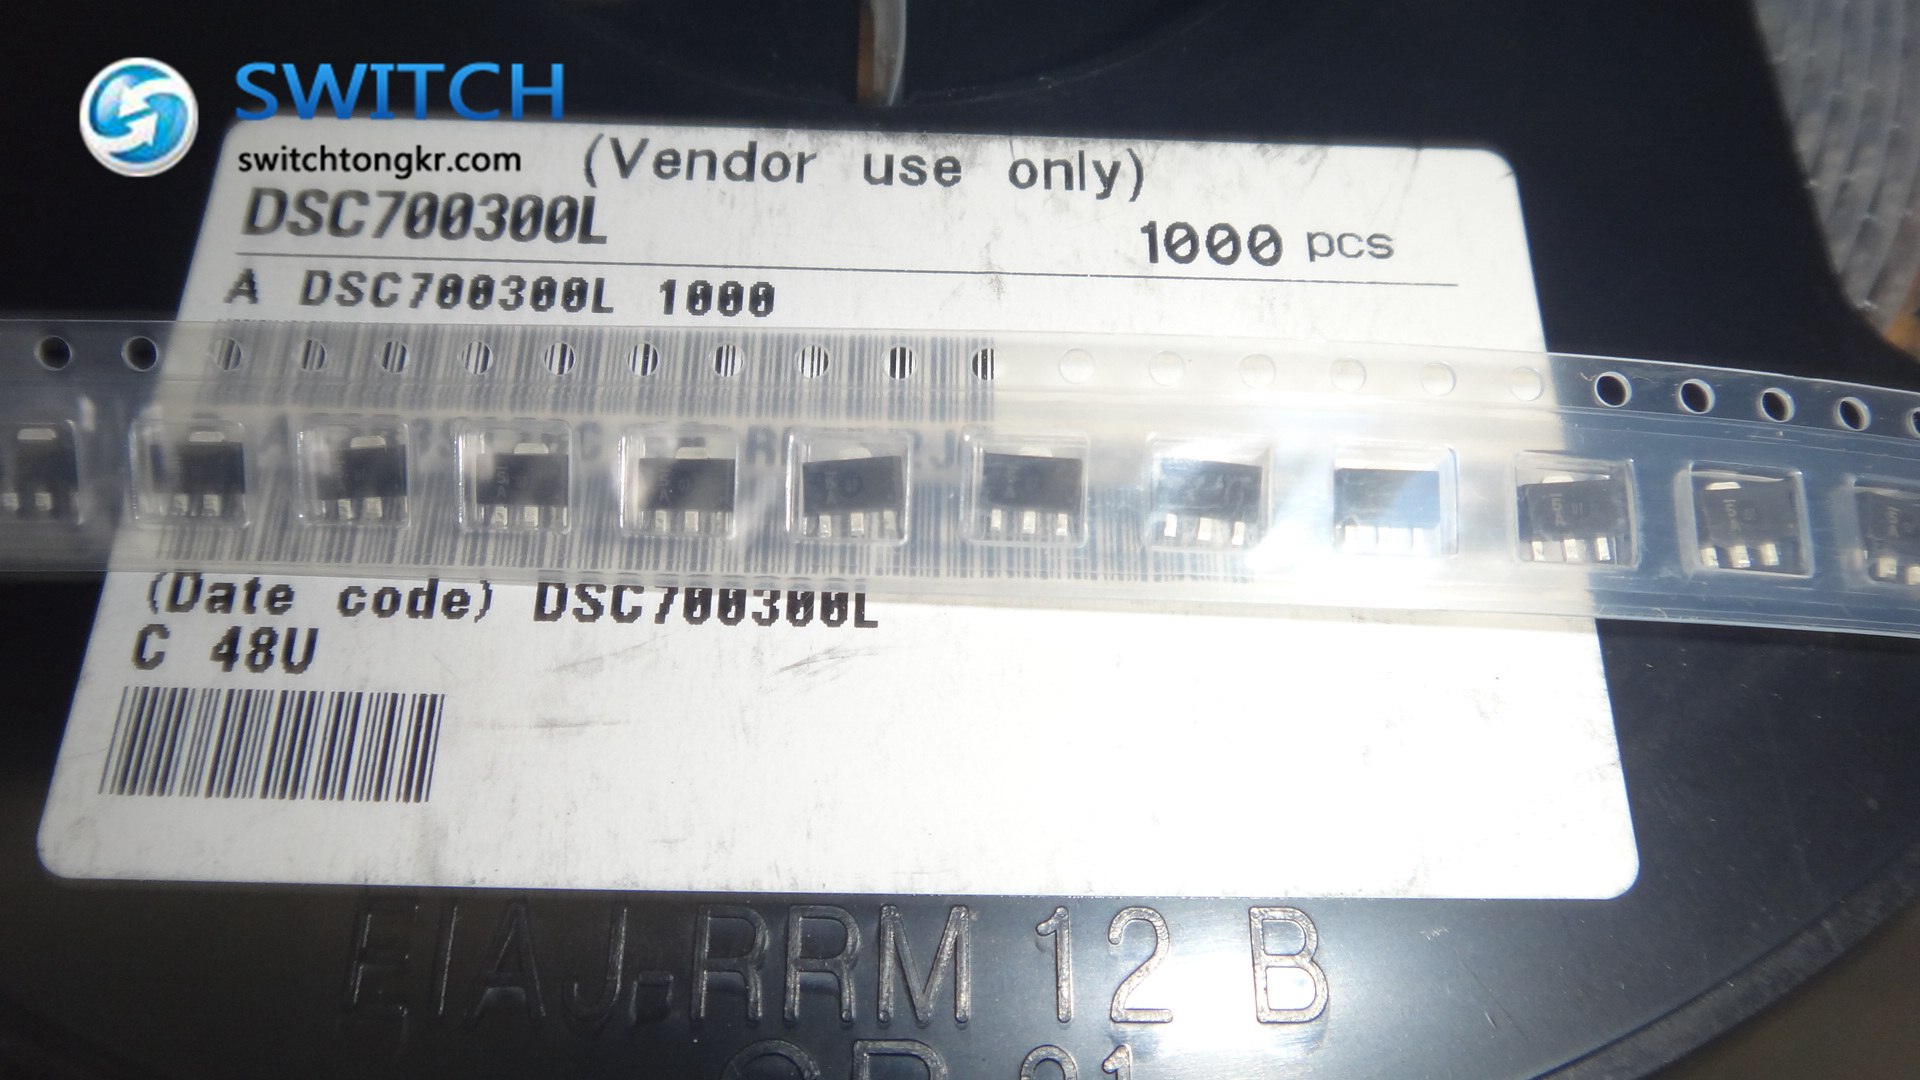 SWITCH
switchtongkr.com
(Vendor use only)
DSC700300L
1000 pcs
A DSC700300L 1000
(Date code) DSC700300L
C 48U
EIAJ-RRM 12 B